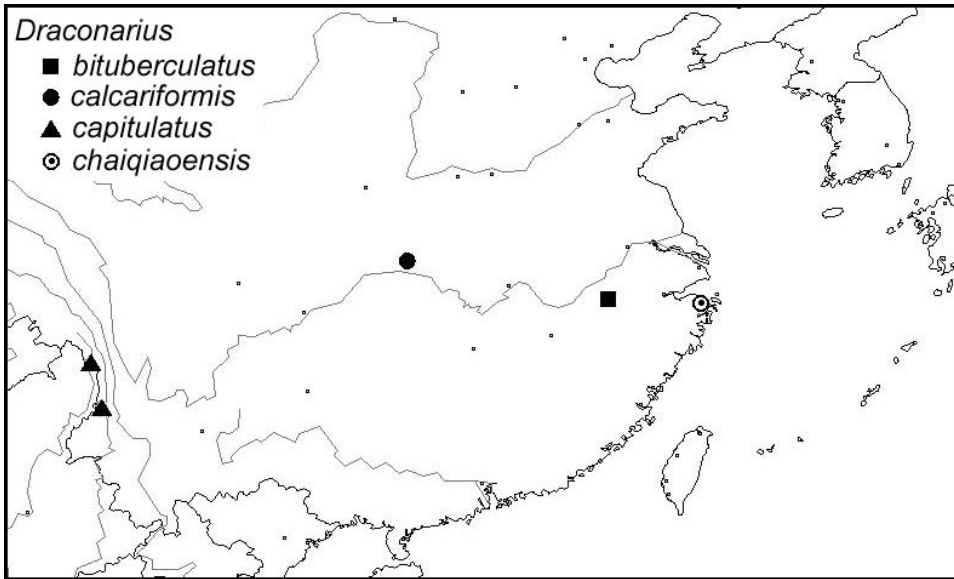 Draconarius
bituberculatus
calcariformis
capitulatus
chaiqiaoensis